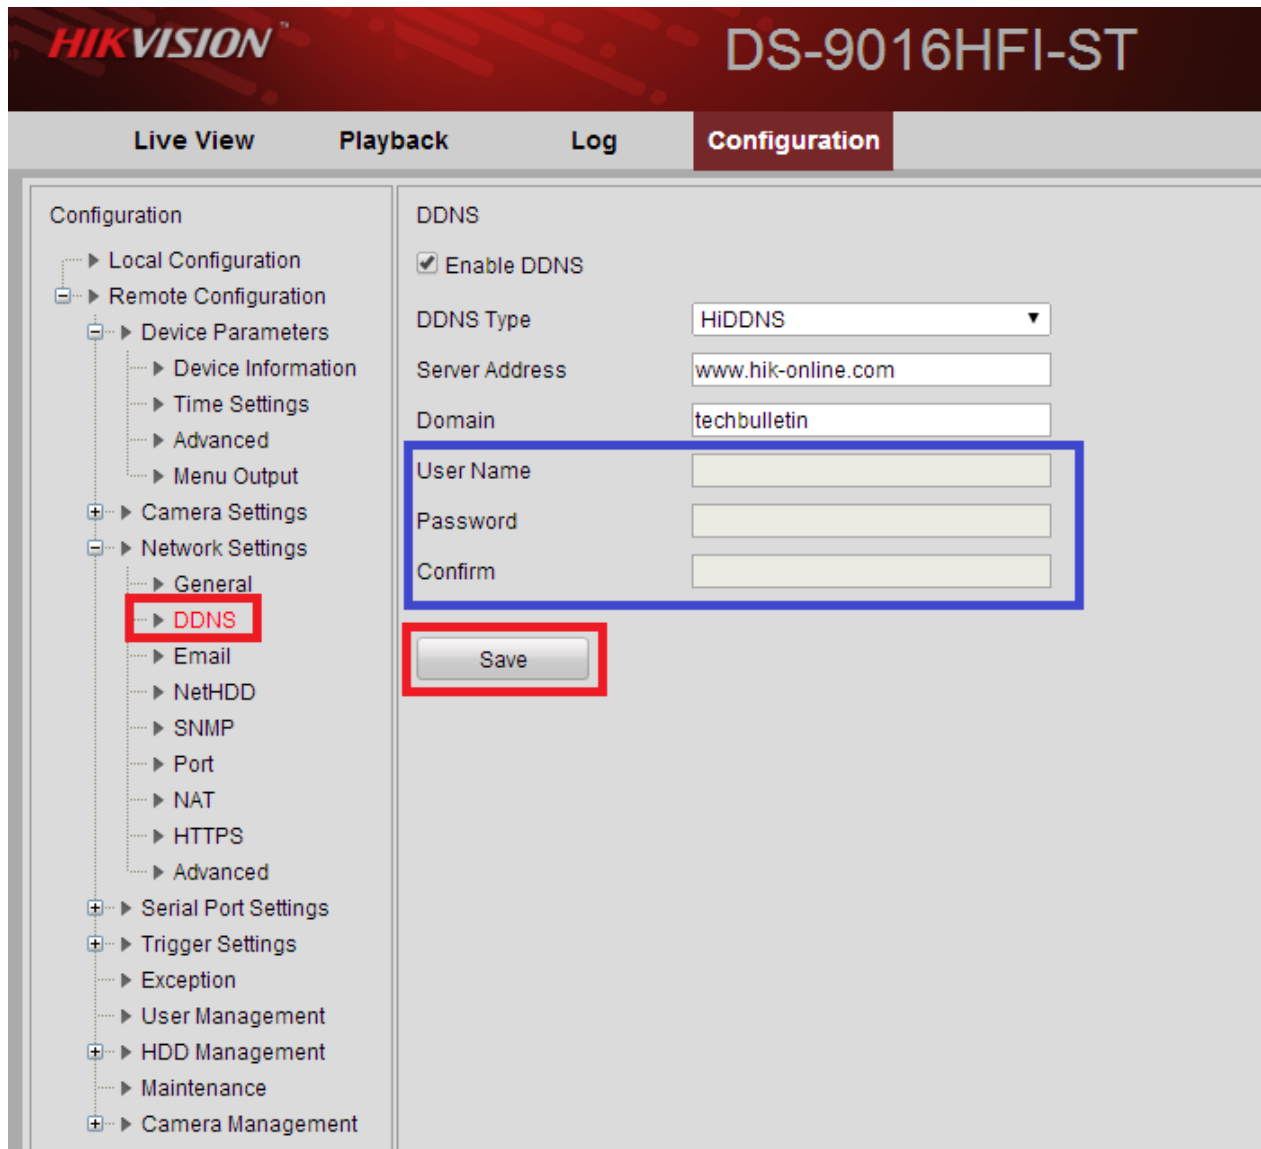 HIKVISION™
DS-9016HFI-ST
Live View Playback Log Configuration
Configuration
Local Configuration
Remote Configuration
Device Parameters
Device Information
Time Settings
Advanced
Menu Output
Camera Settings
Network Settings
General
DDNS
Email
NetHDD
SNMP
Port
NAT
HTTPS
Advanced
Serial Port Settings
Trigger Settings
Exception
User Management
HDD Management
Maintenance
Camera Management
DDNS
Enable DDNS
DDNS Type HiDDNS
Server Address www.hik-online.com
Domain techbulletin
User Name
Password
Confirm
Save